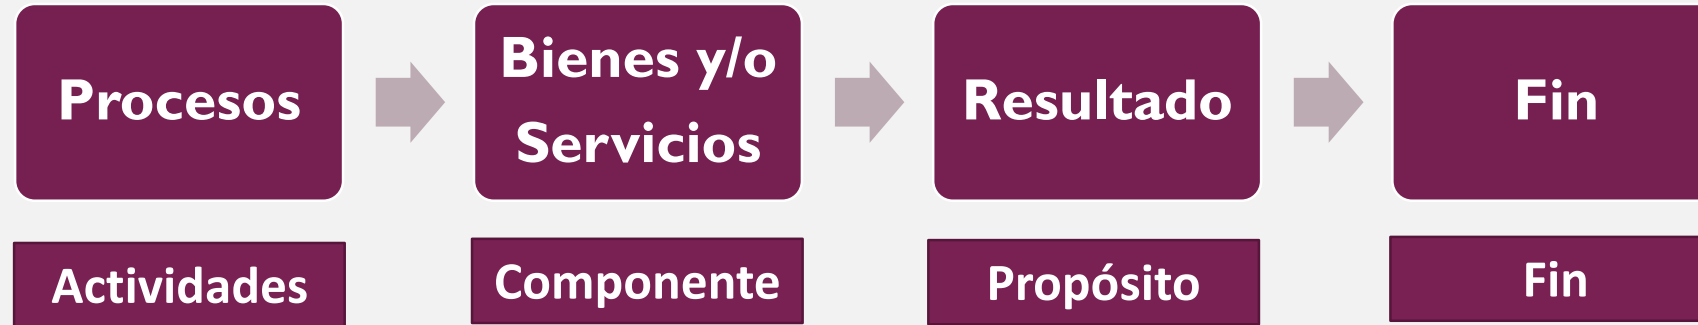 Procesos
Bienes y/o
Servicios
Resultado
Fin
Actividades
Componente
Propósito
Fin